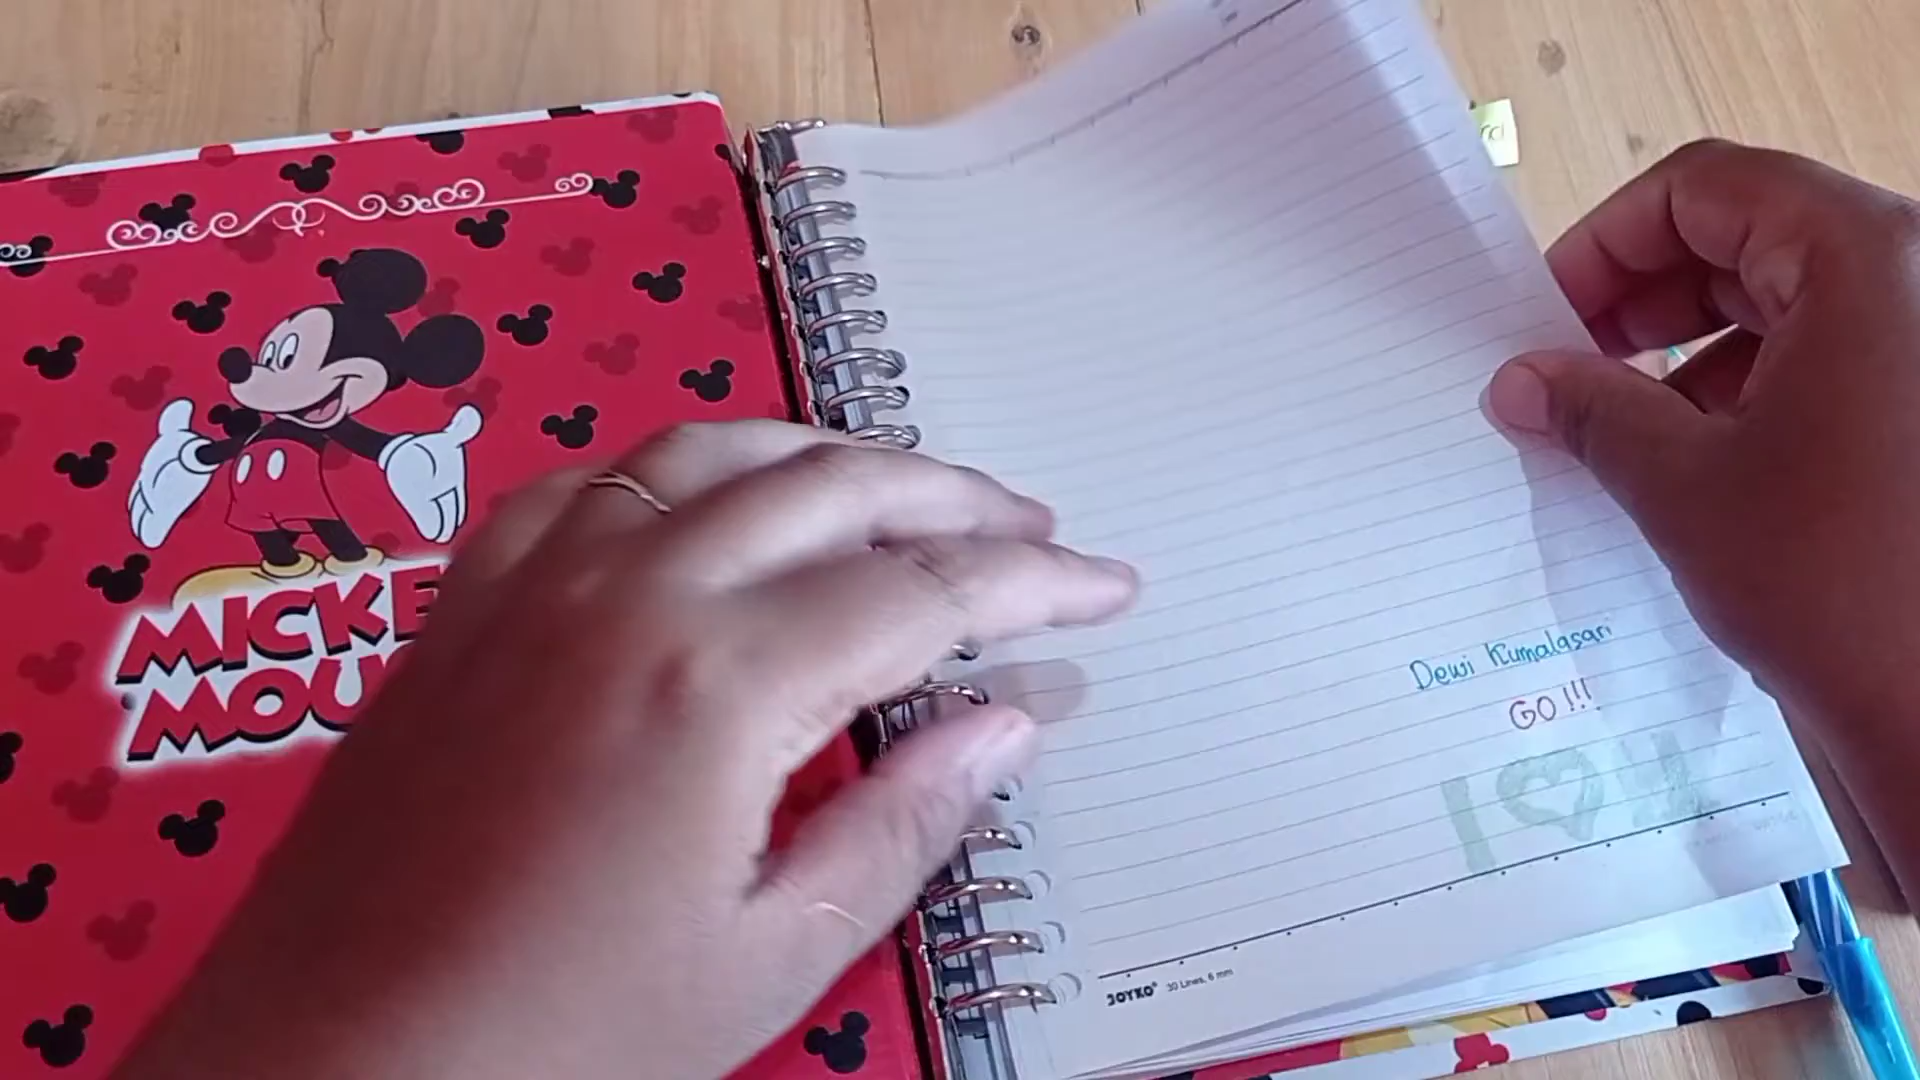 MICKE
MOU
Dewi Kumalasari
GO!!!
I ♡
JOYKO® 30 Lines, 6 mm